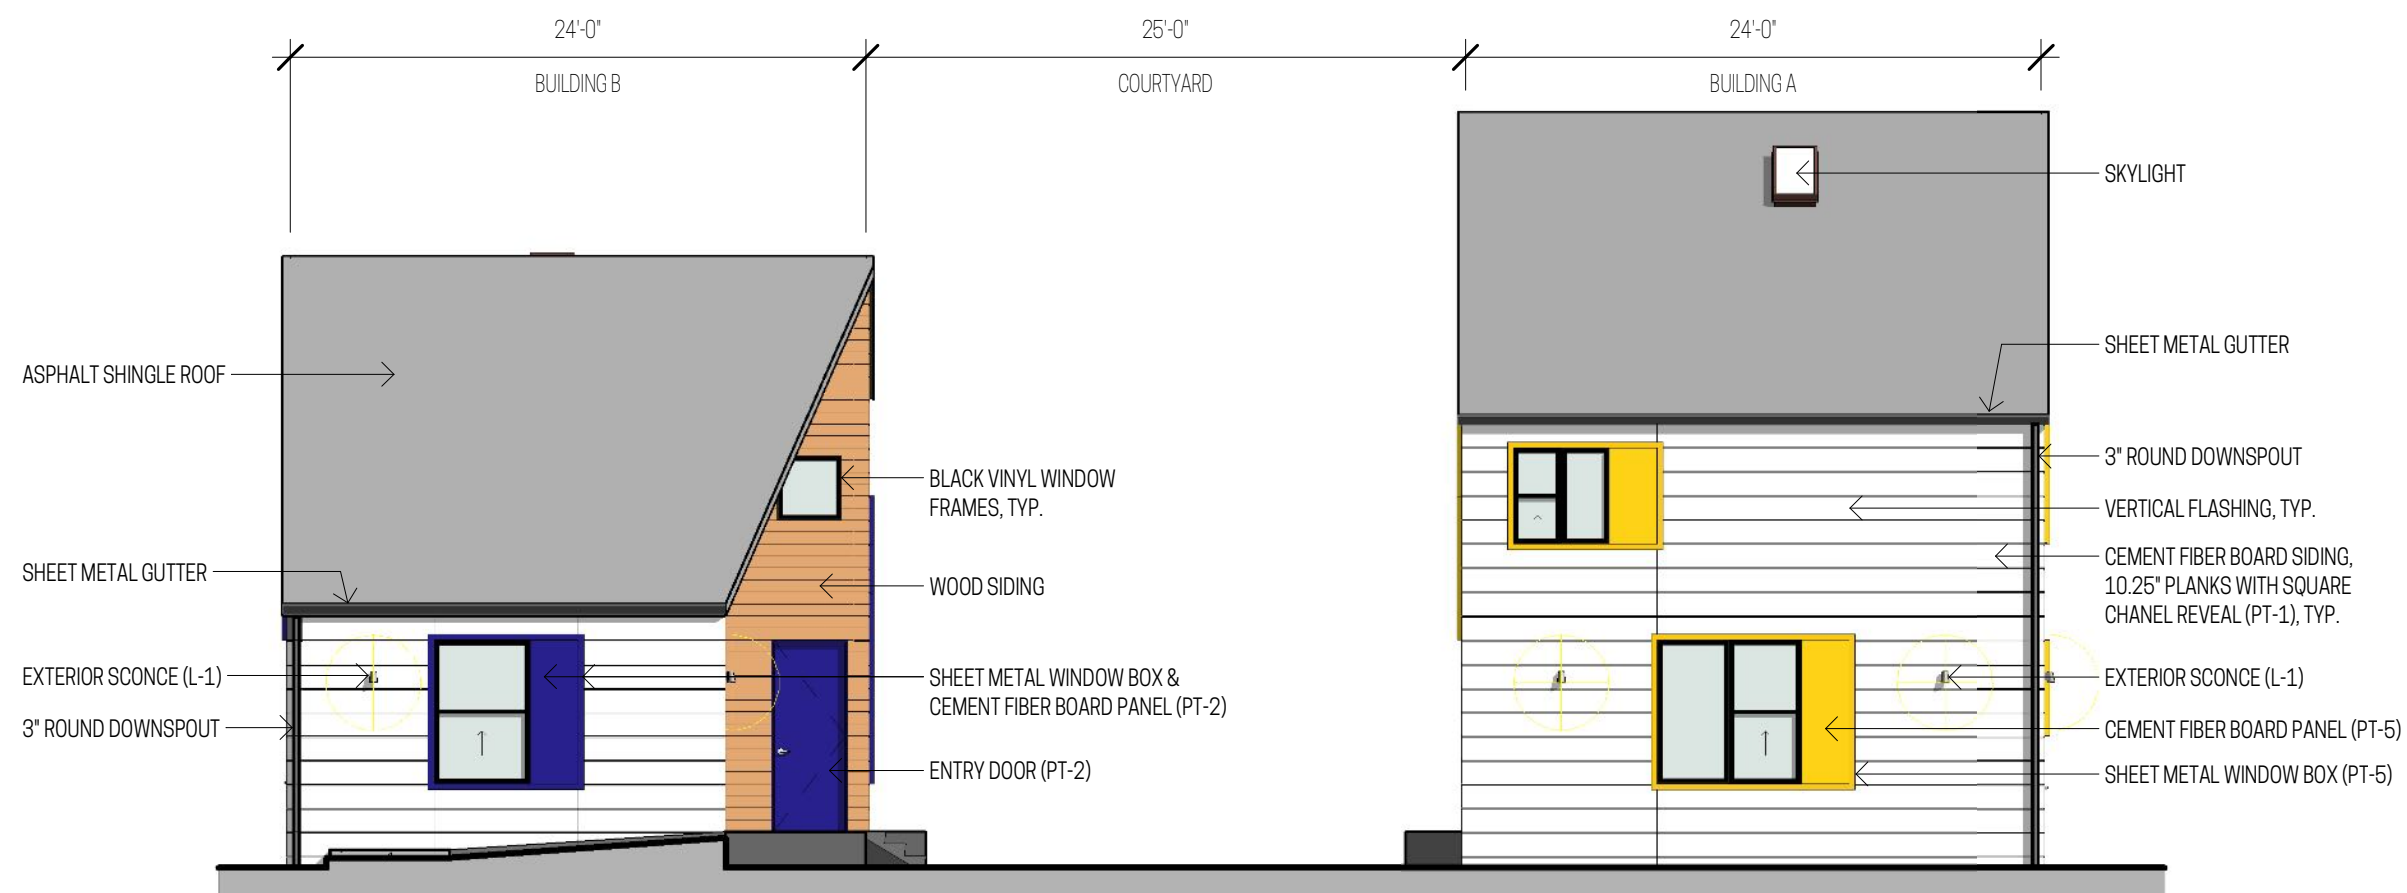 24'-0"
25'-0"
24'-0"
BUILDING B
COURTYARD
BUILDING A
SKYLIGHT
SHEET METAL GUTTER
ASPHALT SHINGLE ROOF
3" ROUND DOWNSPOUT
BLACK VINYL WINDOW
FRAMES, TYP.
VERTICAL FLASHING, TYP.
SHEET METAL GUTTER
WOOD SIDING
CEMENT FIBER BOARD SIDING,
10.25" PLANKS WITH SQUARE
CHANEL REVEAL (PT-1), TYP.
EXTERIOR SCONCE (L-1)
SHEET METAL WINDOW BOX &
CEMENT FIBER BOARD PANEL (PT-2)
EXTERIOR SCONCE (L-1)
3" ROUND DOWNSPOUT
CEMENT FIBER BOARD PANEL (PT-5)
ENTRY DOOR (PT-2)
SHEET METAL WINDOW BOX (PT-5)